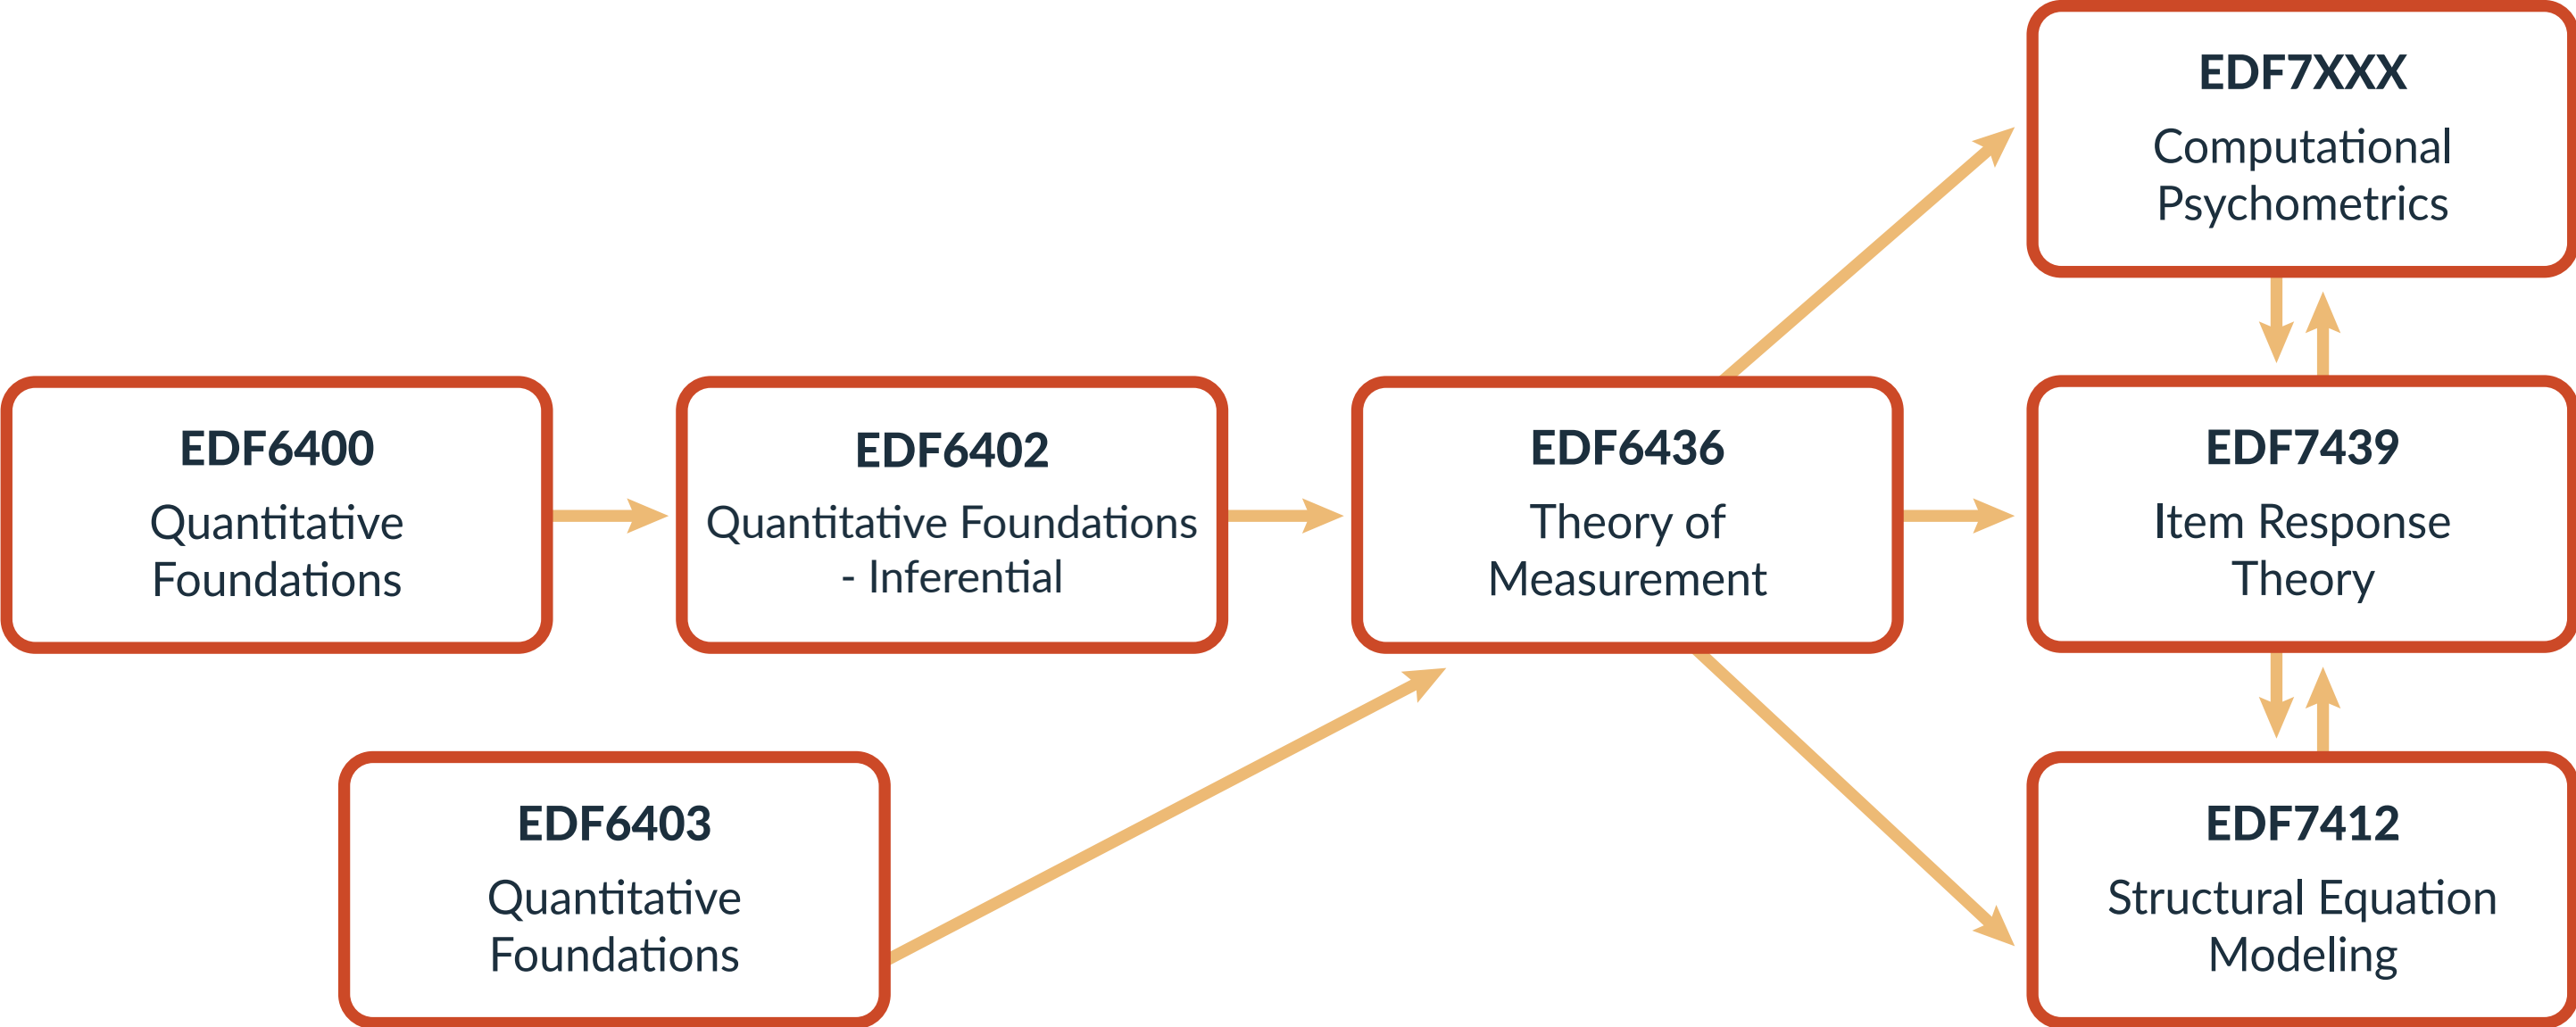 EDF7XXX
Computational
Psychometrics
EDF6400
Quantitative
Foundations
EDF6402
Quantitative Foundations
- Inferential
EDF6436
Theory of
Measurement
EDF7439
Item Response
Theory
EDF6403
Quantitative
Foundations
EDF7412
Structural Equation
Modeling